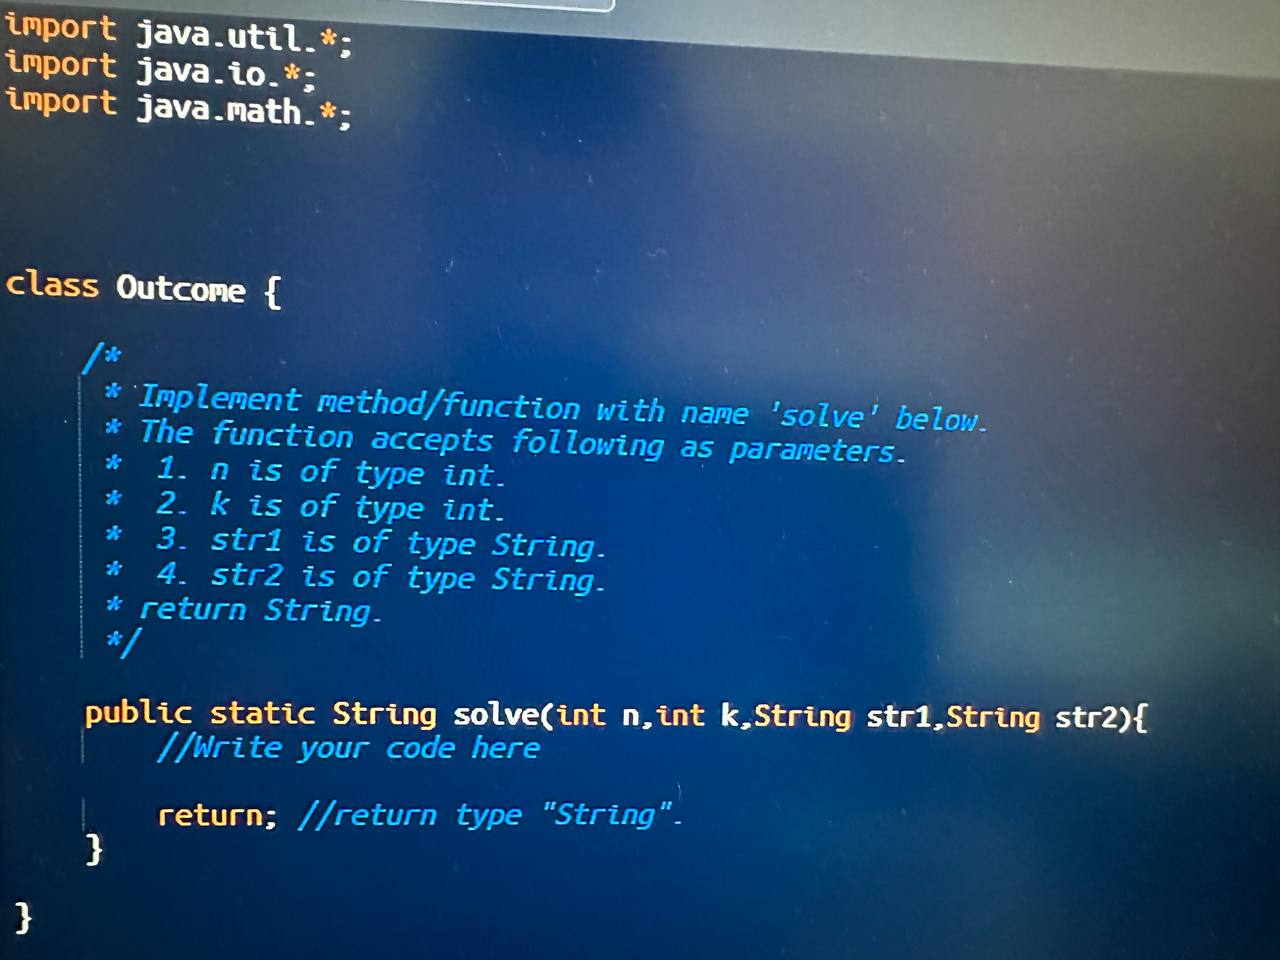 import java.util.*;
import java.io.*;
import java.math.*;
class Outcome {
/*
* Implement method/function with name 'solve' below.
* The function accepts following as parameters.
* 1. n is of type int.
* 2. k is of type int.
* 3. str1 is of type String.
* 4. str2 is of type String.
* return String.
*/
public static String solve(int n,int k,String str1,String str2){
//Write your code here
return; //return type "String".
}
}